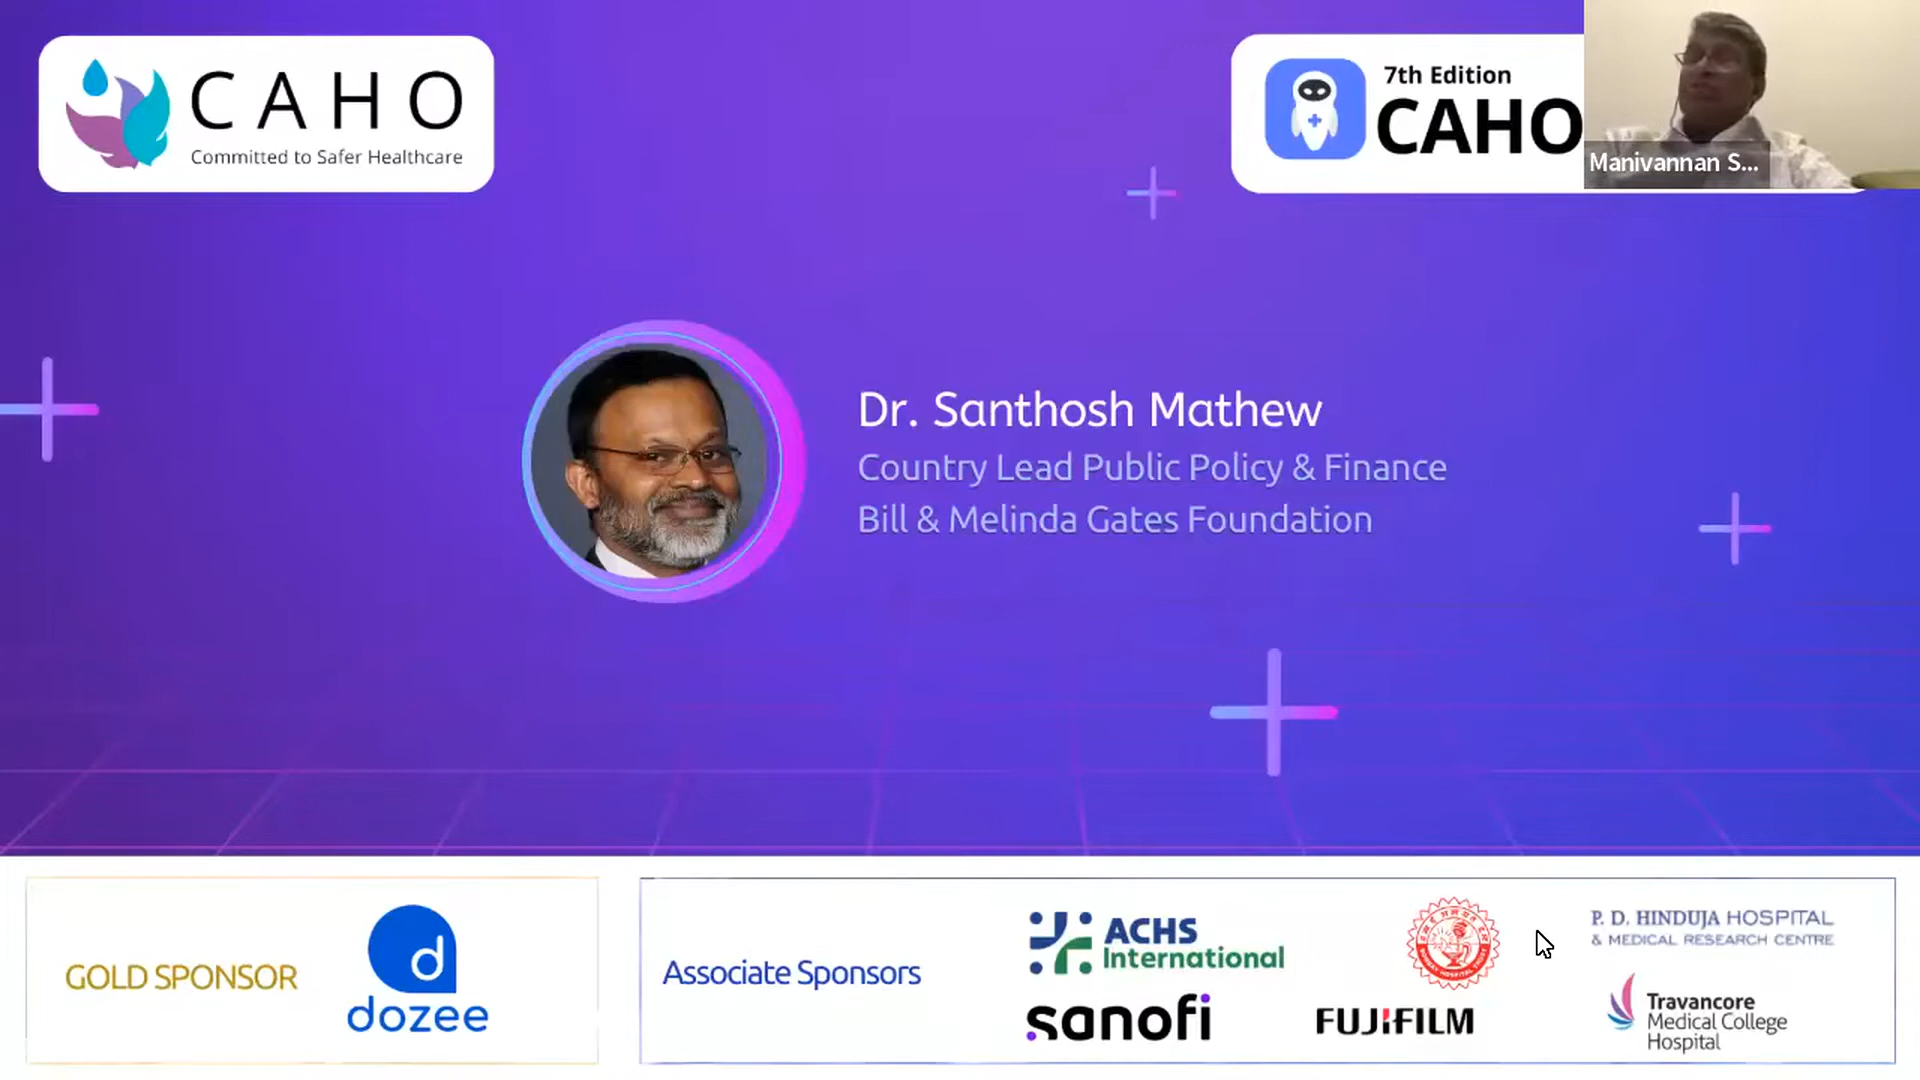 CAHO
Committed to Safer Healthcare
7th Edition
CAHO
Manivannan S...
Dr. Santhosh Mathew
Country Lead Public Policy & Finance
Bill & Melinda Gates Foundation
GOLD SPONSOR
d
dozee
Associate Sponsors
ACHS
International
sanofi
FUJIFILM
P. D. HINDUJA HOSPITAL
& MEDICAL RESEARCH CENTRE
Travancore
Medical College
Hospital